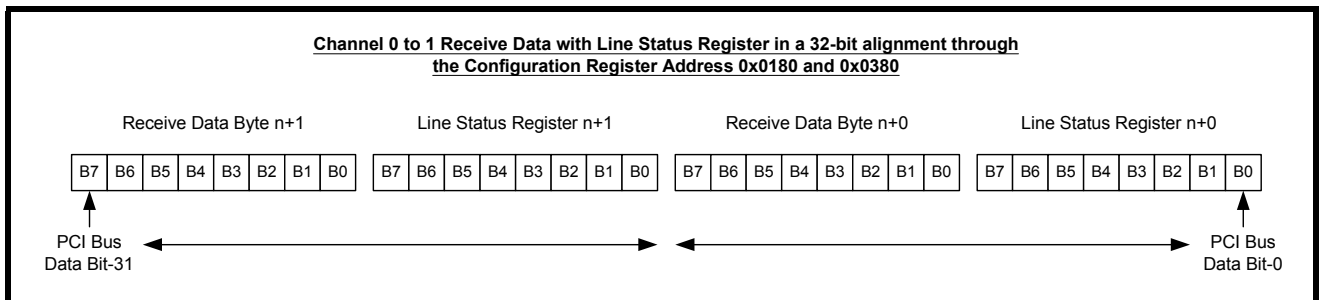 Channel 0 to 1 Receive Data with Line Status Register in a 32-bit alignment through
the Configuration Register Address 0x0180 and 0x0380
Receive Data Byte n+1 Line Status Register n+1 Receive Data Byte n+0 Line Status Register n+0
B7 B6 B5 B4 B3 B2 B1 B0 B7 B6 B5 B4 B3 B2 B1 B0 B7 B6 B5 B4 B3 B2 B1 B0 B7 B6 B5 B4 B3 B2 B1 B0
PCI Bus
Data Bit-31
PCI Bus
Data Bit-0